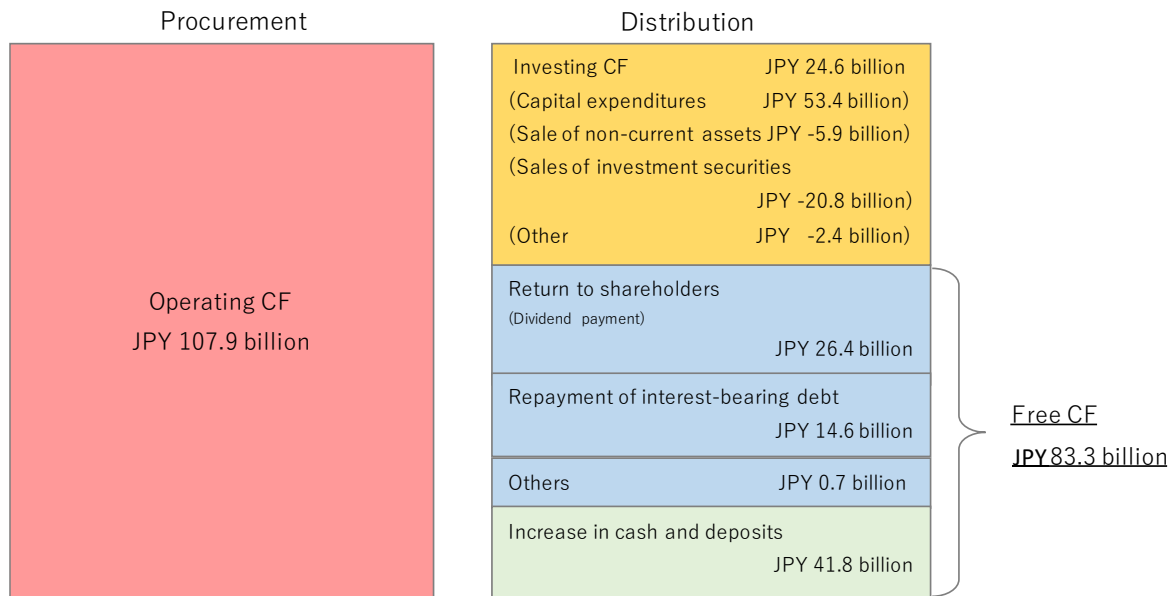 Procurement
Distribution
Operating CF
JPY 107.9 billion
Investing CF JPY 24.6 billion
(Capital expenditures JPY 53.4 billion)
(Sale of non-current assets JPY -5.9 billion)
(Sales of investment securities
JPY -20.8 billion)
(Other JPY -2.4 billion)
Return to shareholders
(Dividend payment)
JPY 26.4 billion
Repayment of interest-bearing debt
JPY 14.6 billion
Others JPY 0.7 billion
Increase in cash and deposits
JPY 41.8 billion
Free CF
JPY 83.3 billion